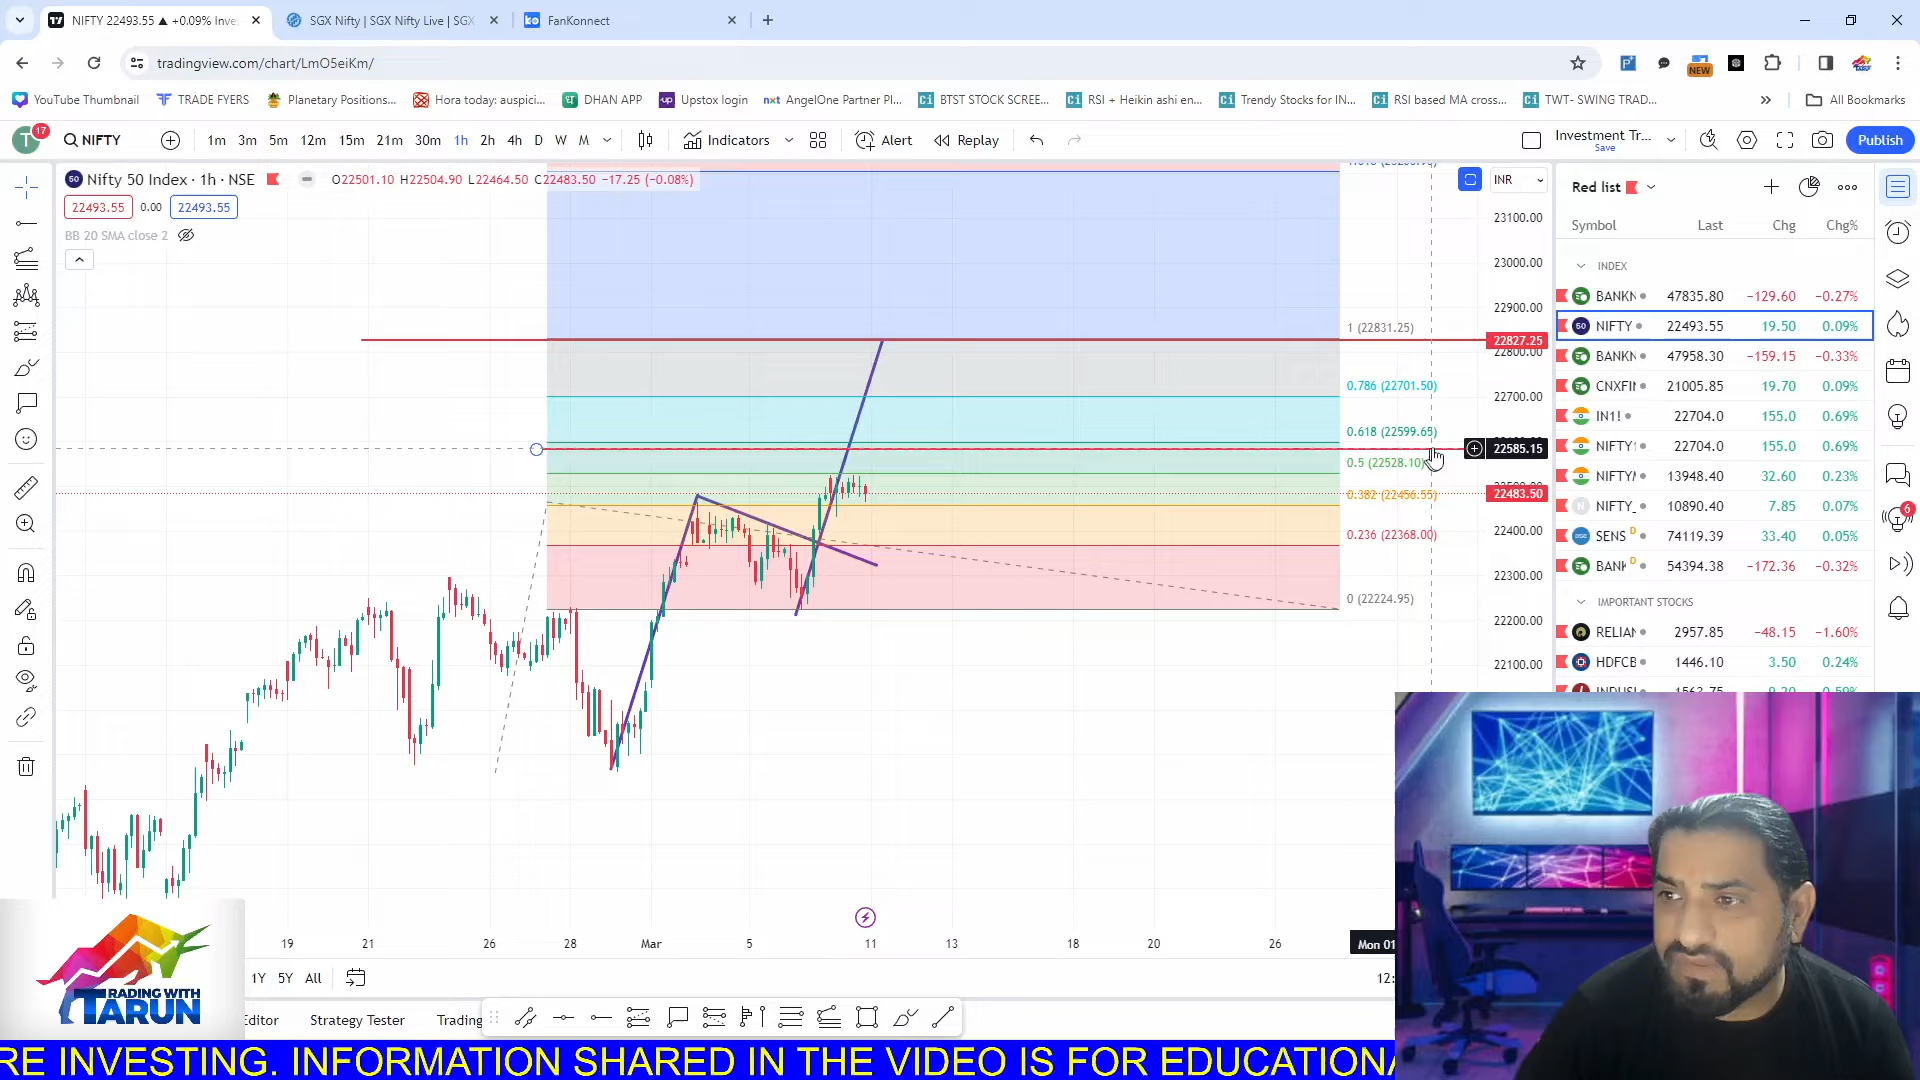 NIFTY 22493.55 ▲ +0.09% Inve
SGX Nifty | SGX Nifty Live | SGX
FanKonnect
tradingview.com/chart/LmO5eiKm/
NEW
YouTube Thumbnail
TRADE FYERS
Planetary Positions...
Hora today: auspici...
DHAN APP
Upstox login
nxt AngelOne Partner Pl...
BTST STOCK SCREE...
RSI + Heikin ashi en...
Trendy Stocks for IN...
RSI based MA cross...
TWT- SWING TRAD...
All Bookmarks
T 17
NIFTY
1m 3m 5m 12m 15m 21m 30m 1h 2h 4h D W M
Indicators
Alert
Replay
Investment Tr...
Save
Publish
50 Nifty 50 Index · 1h · NSE
O22501.10 H22504.90 L22464.50 C22483.50 −17.25 (−0.08%)
22493.55 0.00 22493.55
BB 20 SMA close 2
INR
23100.00
23000.00
22900.00
1 (22831.25)
22827.25
22800.00
0.786 (22701.50)
22700.00
0.618 (22599.65)
22585.15
0.5 (22528.10)
0.382 (22456.55)
22483.50
0.236 (22368.00)
22400.00
22300.00
0 (22224.95)
22200.00
22100.00
19 21 26 28 Mar 5 11 13 18 20 26 Mon 01
1Y 5Y All
12:
Editor
Strategy Tester
Trading
Red list
Symbol Last Chg Chg%
INDEX
BANKN 47835.80 −129.60 −0.27%
50 NIFTY 22493.55 19.50 0.09%
BANKN 47958.30 −159.15 −0.33%
CNXFIN 21005.85 19.70 0.09%
IN1! 22704.0 155.0 0.69%
NIFTY1 22704.0 155.0 0.69%
NIFTYM 13948.40 32.60 0.23%
N NIFTY_ 10890.40 7.85 0.07%
SENS D 74119.39 33.40 0.05%
BANK D 54394.38 −172.36 −0.32%
IMPORTANT STOCKS
RELIAN 2957.85 −48.15 −1.60%
HDFCB 1446.10 3.50 0.24%
6
TRADING WITH
TARUN
RE INVESTING. INFORMATION SHARED IN THE VIDEO IS FOR EDUCATIONA